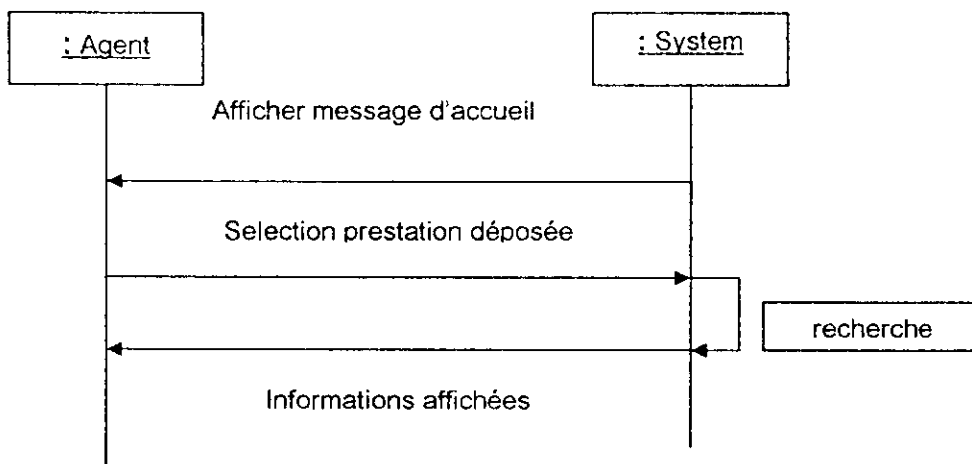 : Agent
: System
Afficher message d'accueil
Selection prestation déposée
recherche
Informations affichées